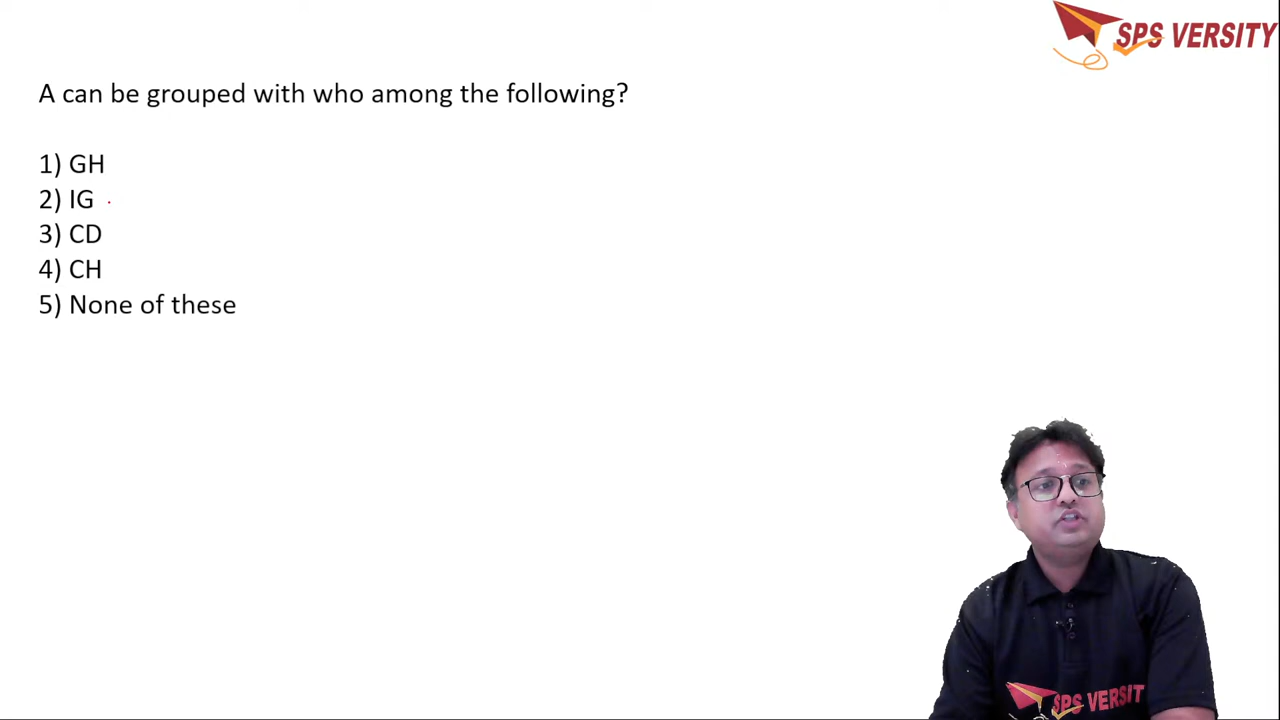 SPS VERSITY
A can be grouped with who among the following?
1) GH
2) IG
3) CD
4) CH
5) None of these
SPS VERSIT